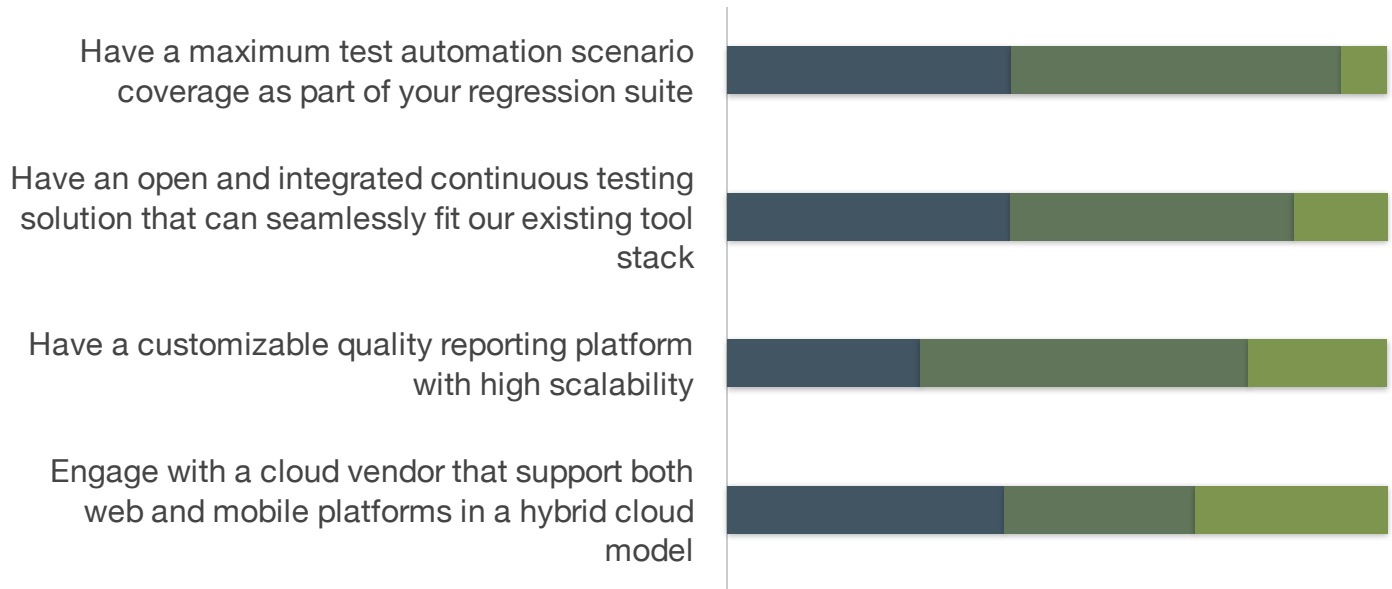 Have a maximum test automation scenario
coverage as part of your regression suite
Have an open and integrated continuous testing
solution that can seamlessly fit our existing tool
stack
Have a customizable quality reporting platform
with high scalability
Engage with a cloud vendor that support both
web and mobile platforms in a hybrid cloud
model